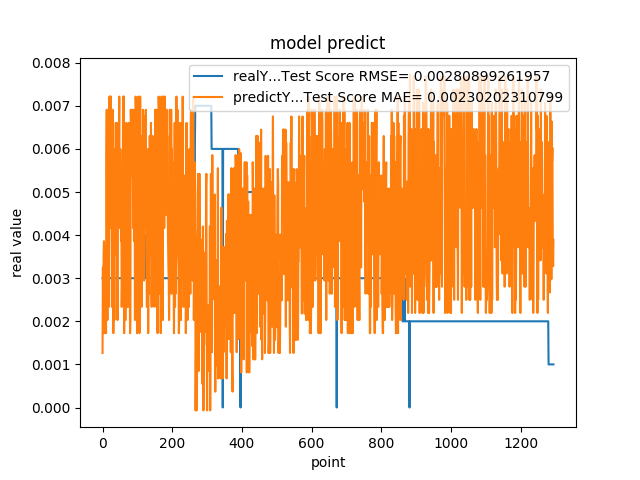 model predict
realY...Test Score RMSE= 0.00280899261957
predictY...Test Score MAE= 0.00230202310799
0.008
0.007
0.006
0.005
0.004
0.003
0.002
0.001
0.000
real value
0 200 400 600 800 1000 1200
point